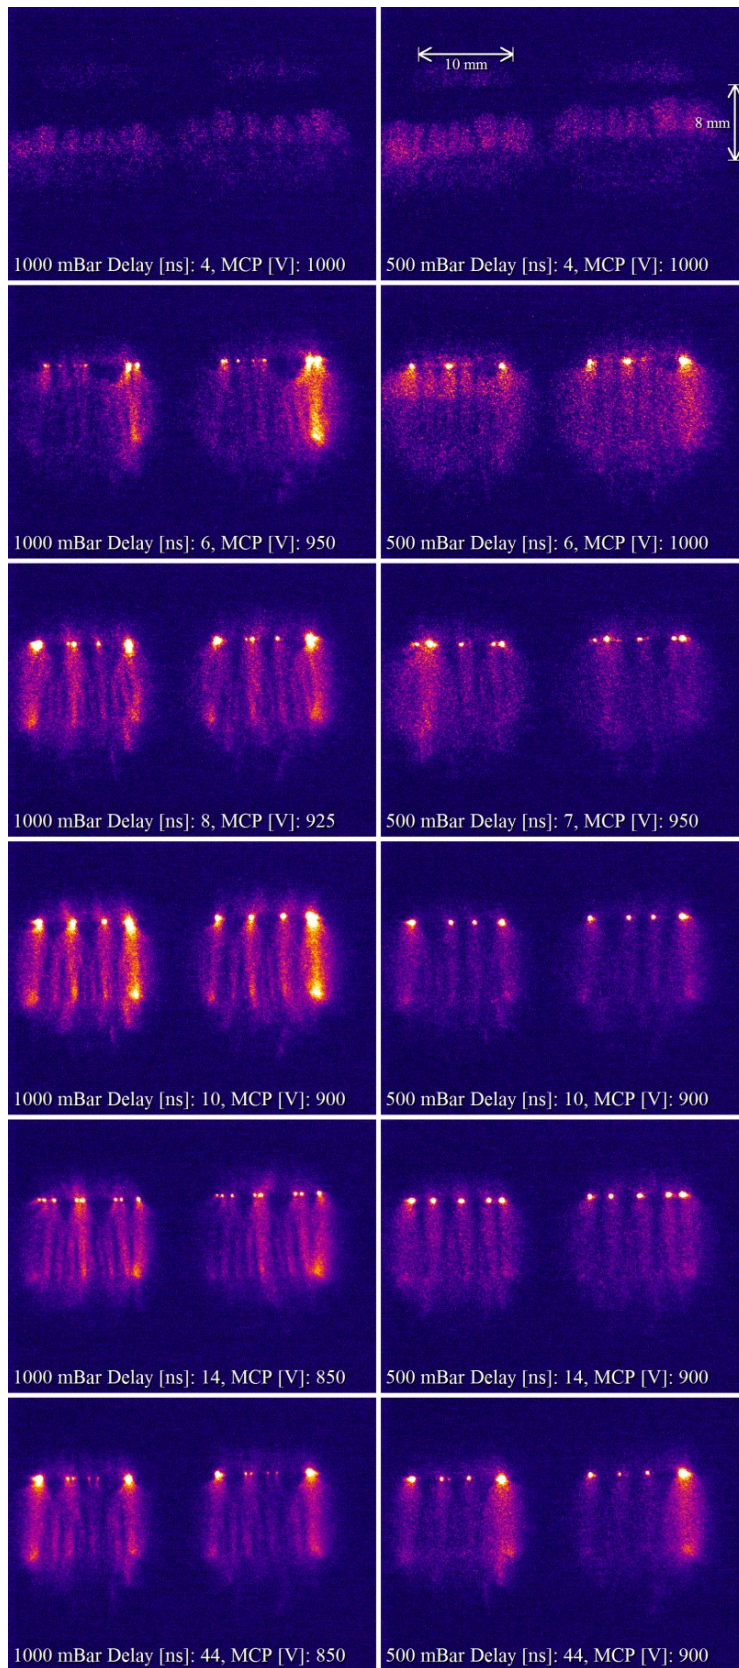 10 mm
8 mm
1000 mBar Delay [ns]: 4, MCP [V]: 1000
500 mBar Delay [ns]: 4, MCP [V]: 1000
1000 mBar Delay [ns]: 6, MCP [V]: 950
500 mBar Delay [ns]: 6, MCP [V]: 1000
1000 mBar Delay [ns]: 8, MCP [V]: 925
500 mBar Delay [ns]: 7, MCP [V]: 950
1000 mBar Delay [ns]: 10, MCP [V]: 900
500 mBar Delay [ns]: 10, MCP [V]: 900
1000 mBar Delay [ns]: 14, MCP [V]: 850
500 mBar Delay [ns]: 14, MCP [V]: 900
1000 mBar Delay [ns]: 44, MCP [V]: 850
500 mBar Delay [ns]: 44, MCP [V]: 900